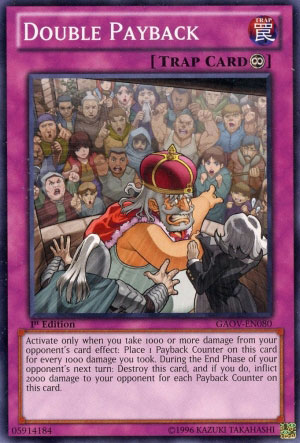 DOUBLE PAYBACK
TRAP
罠
[TRAP CARD∞]
1st Edition
GAOV-EN080
Activate only when you take 1000 or more damage from your
opponent's card effect: Place 1 Payback Counter on this card
for every 1000 damage you took. During the End Phase of your
opponent's next turn: Destroy this card, and if you do, inflict
2000 damage to your opponent for each Payback Counter on
this card.
05914184
©1996 KAZUKI TAKAHASHI